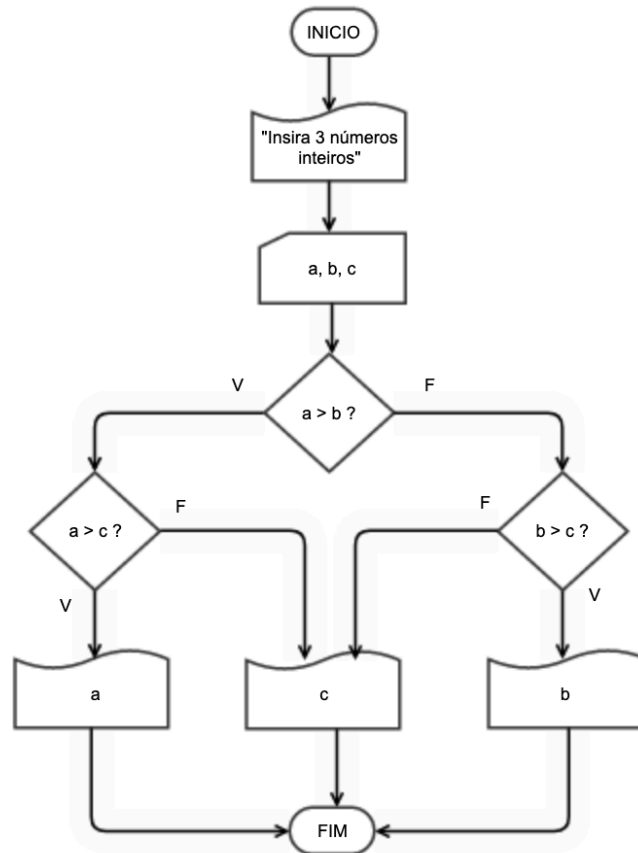 INICIO
"Insira 3 números
inteiros"
a, b, c
a > b ?
V
F
a > c ?
F
F
b > c ?
V
V
a
c
b
FIM